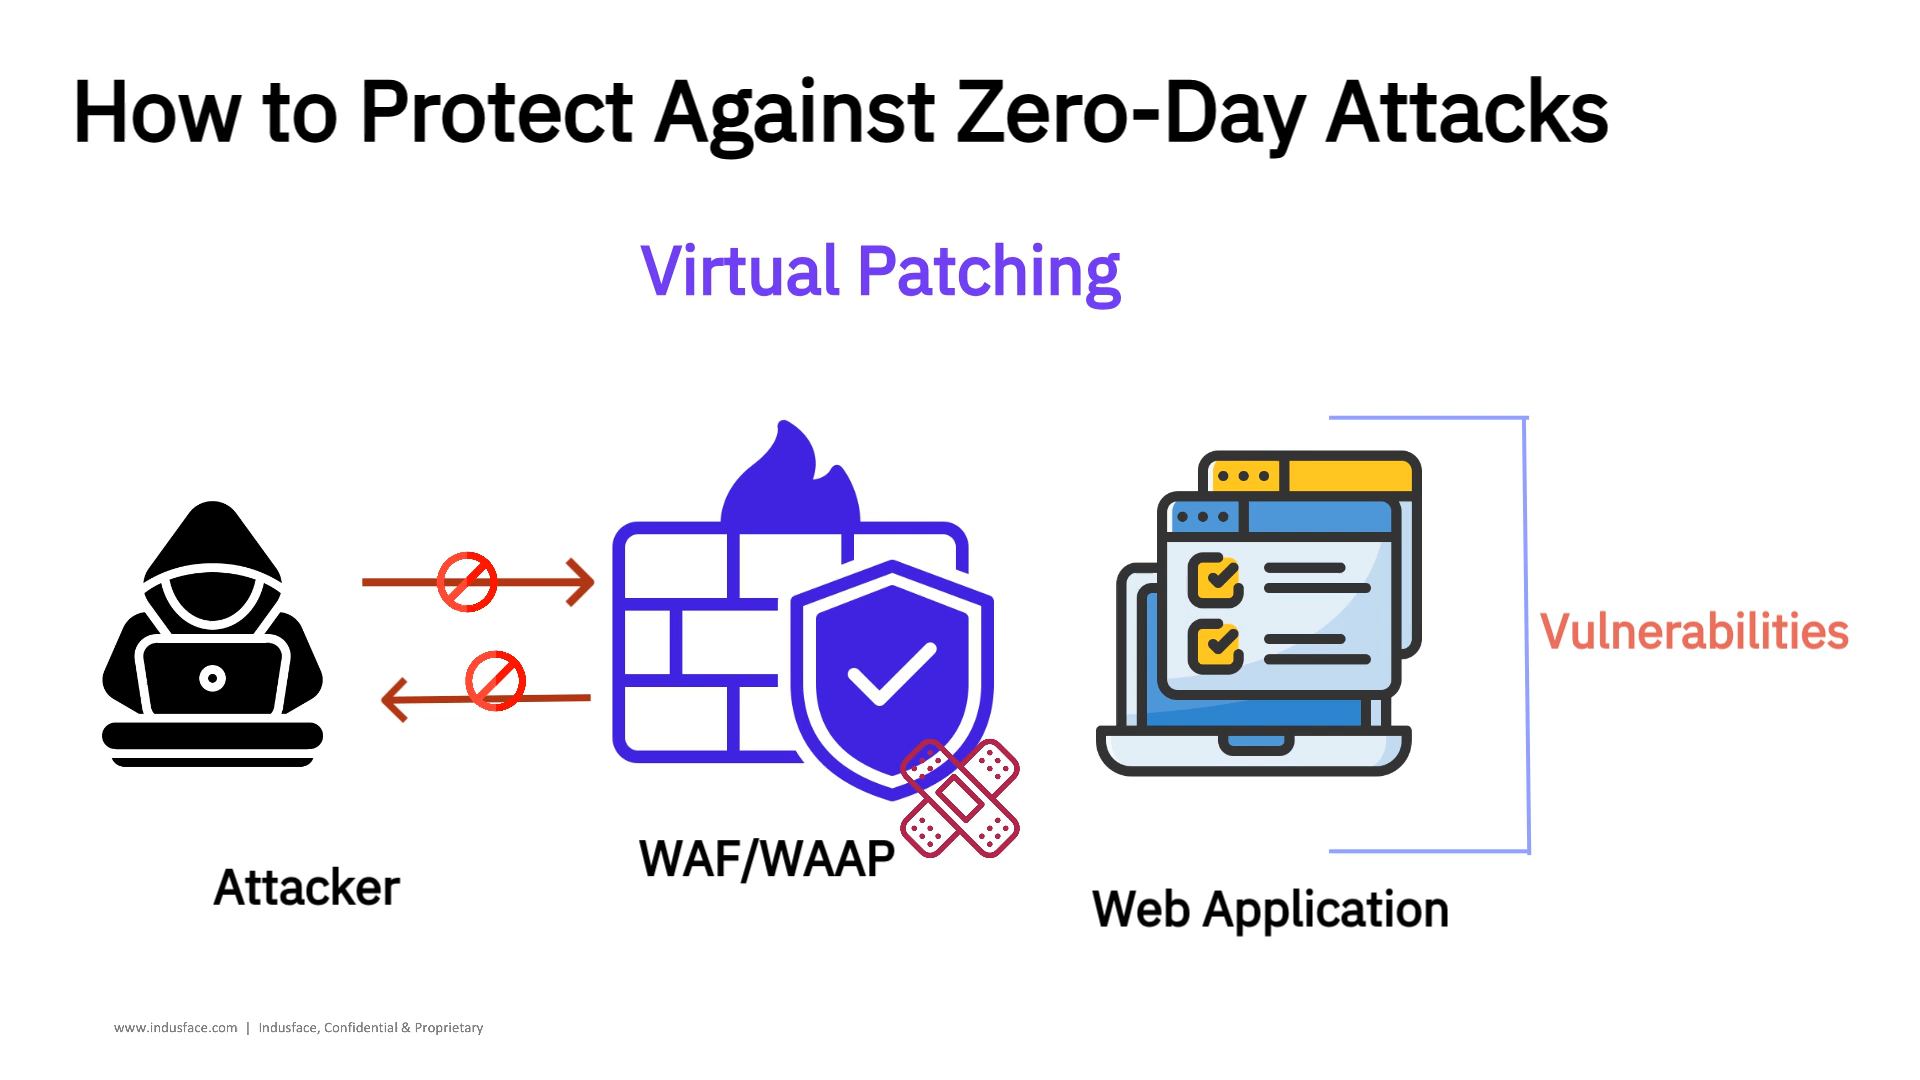 How to Protect Against Zero-Day Attacks
Virtual Patching
Vulnerabilities
WAF/WAAP
Attacker
Web Application
www.indusface.com | Indusface, Confidential & Proprietary